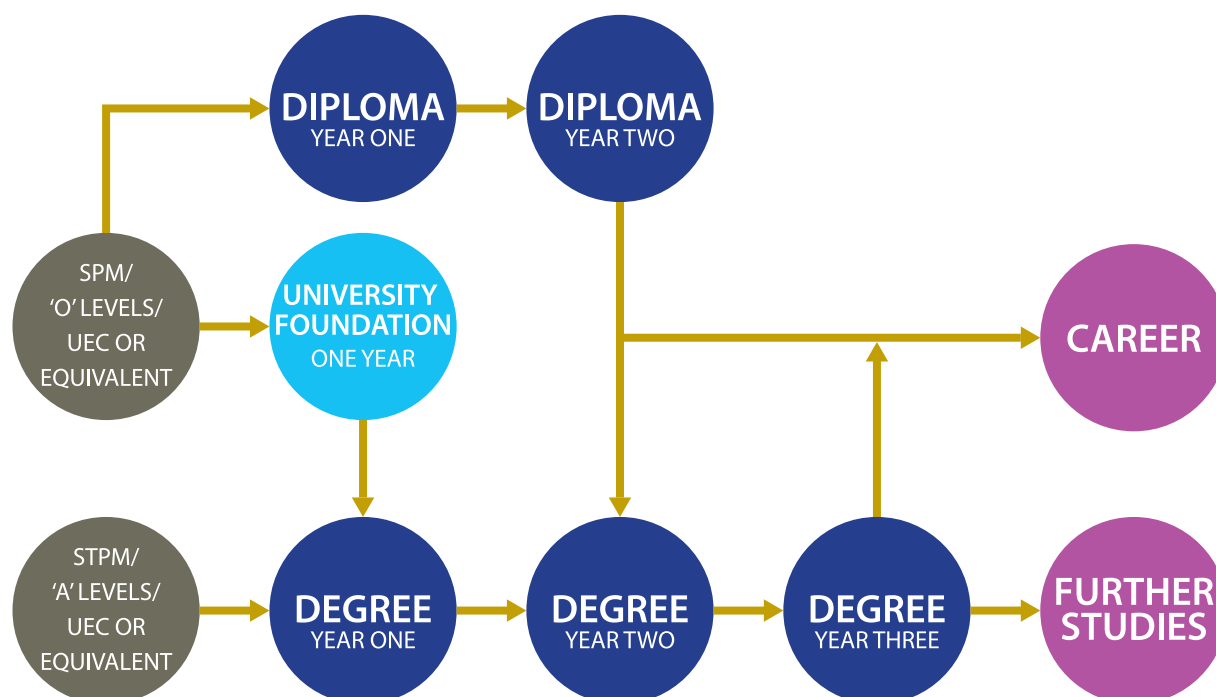 DIPLOMA
YEAR ONE
DIPLOMA
YEAR TWO
SPM/
‘O’ LEVELS/
UEC OR
EQUIVALENT
UNIVERSITY
FOUNDATION
ONE YEAR
CAREER
STPM/
‘A’ LEVELS/
UEC OR
EQUIVALENT
DEGREE
YEAR ONE
DEGREE
YEAR TWO
DEGREE
YEAR THREE
FURTHER
STUDIES